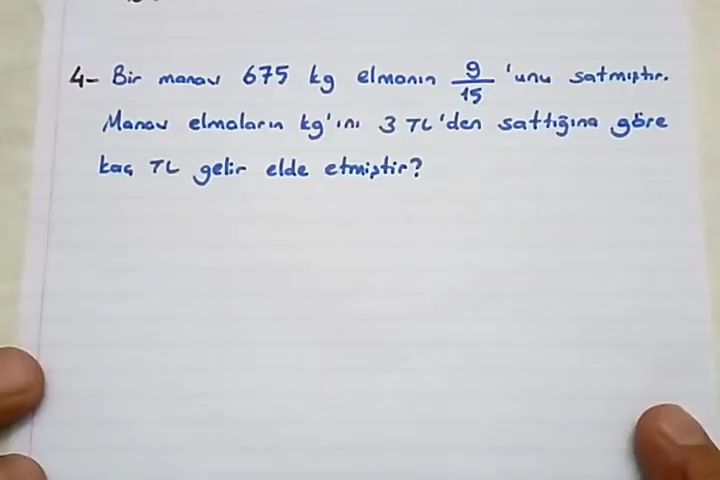 4- Bir manav 675 kg elmanın 9/15 'unu satmıştır.
Manav elmaların kg'ını 3 TL'den sattığına göre
kaç TL gelir elde etmiştir?